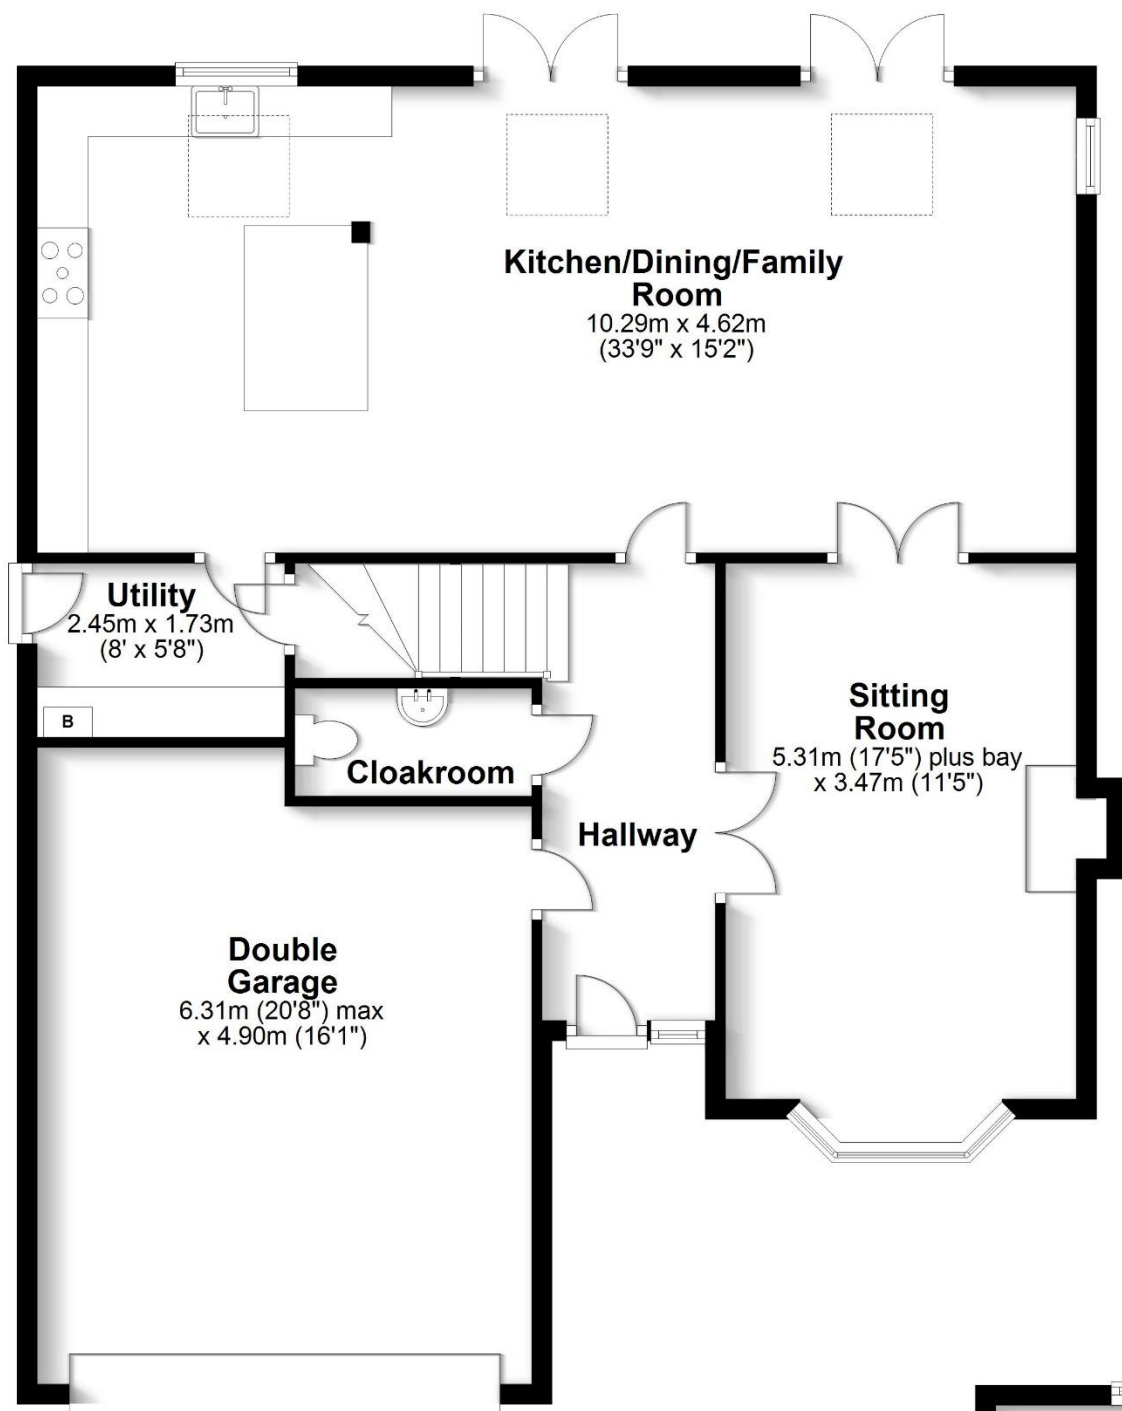 Kitchen/Dining/Family
Room
10.29m x 4.62m
(33'9" x 15'2")
Utility
2.45m x 1.73m
(8' x 5'8")
B
Cloakroom
Sitting
Room
5.31m (17'5") plus bay
x 3.47m (11'5")
Hallway
Double
Garage
6.31m (20'8") max
x 4.90m (16'1")